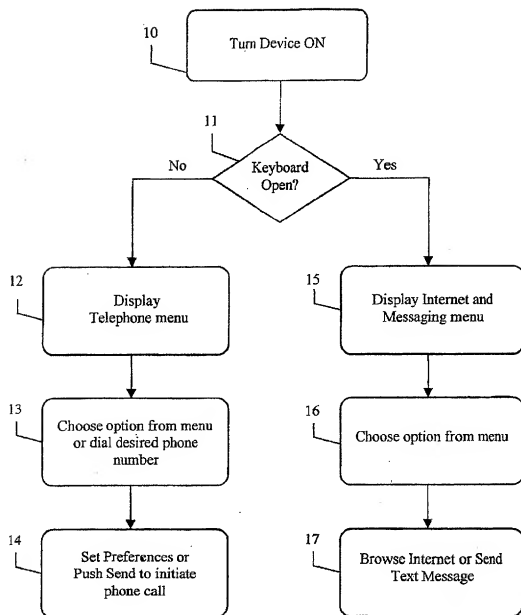 10
Turn Device ON
11
Keyboard
Open?
No
Yes
12
Display
Telephone menu
15
Display Internet and
Messaging menu
13
Choose option from menu
or dial desired phone
number
16
Choose option from menu
14
Set Preferences or
Push Send to initiate
phone call
17
Browse Internet or Send
Text Message